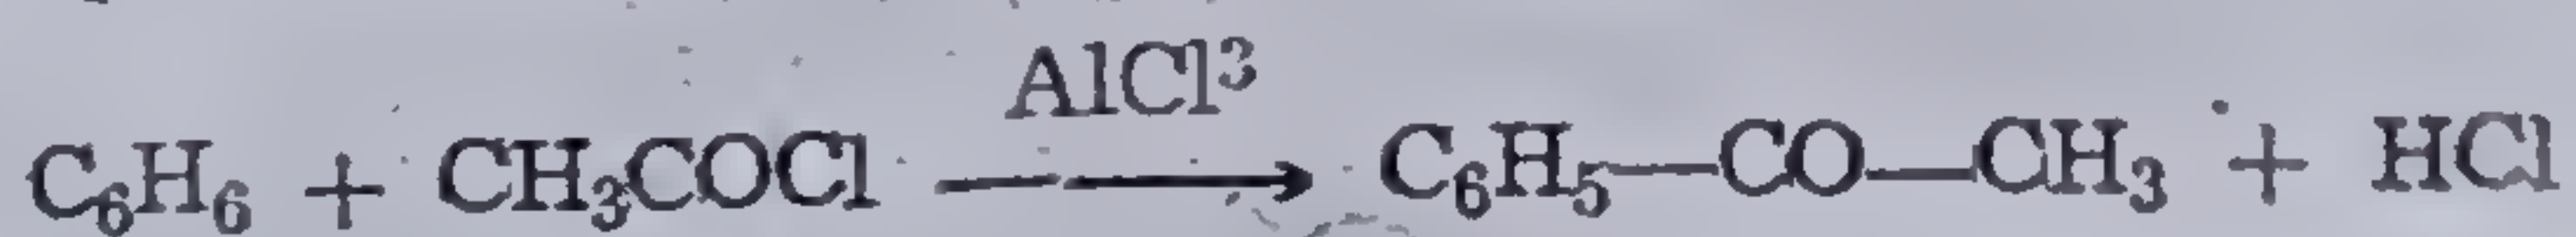 AlCl³
C₆H₆ + CH₃COCl ⟶ C₆H₅—CO—CH₃ + HCl